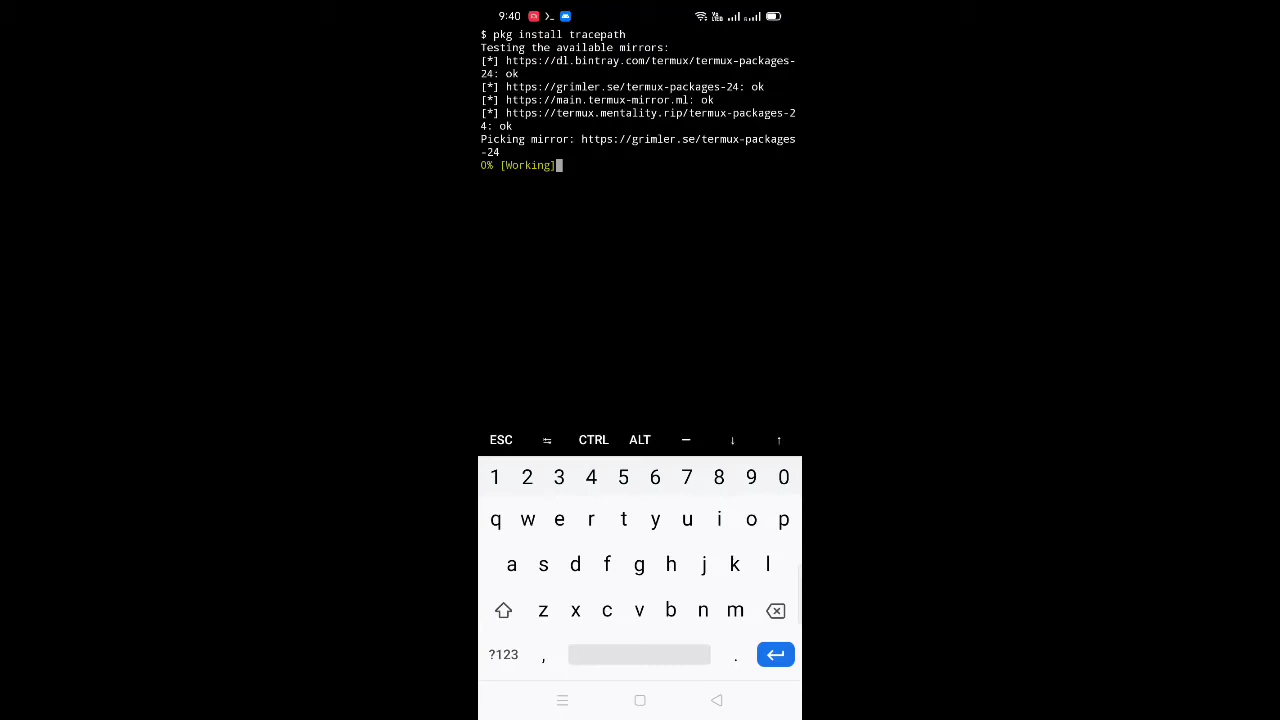 9:40
$ pkg install tracepath
Testing the available mirrors:
[*] https://dl.bintray.com/termux/termux-packages-
24: ok
[*] https://grimler.se/termux-packages-24: ok
[*] https://main.termux-mirror.ml: ok
[*] https://termux.mentality.rip/termux-packages-2
4: ok
Picking mirror: https://grimler.se/termux-packages
-24
0% [Working]
ESC CTRL ALT — ↓ ↑
1 2 3 4 5 6 7 8 9 0
q w e r t y u i o p
a s d f g h j k l
z x c v b n m
?123 , .